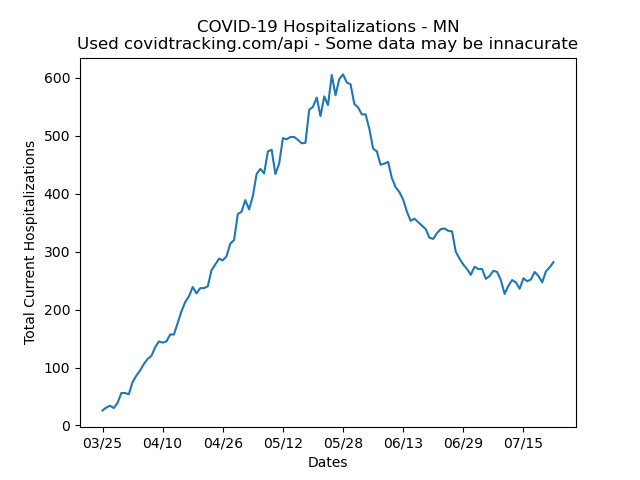 COVID-19 Hospitalizations - MN
Used covidtracking.com/api - Some data may be innacurate
600
500
400
300
200
100
0
Total Current Hospitalizations
03/25 04/10 04/26 05/12 05/28 06/13 06/29 07/15
Dates